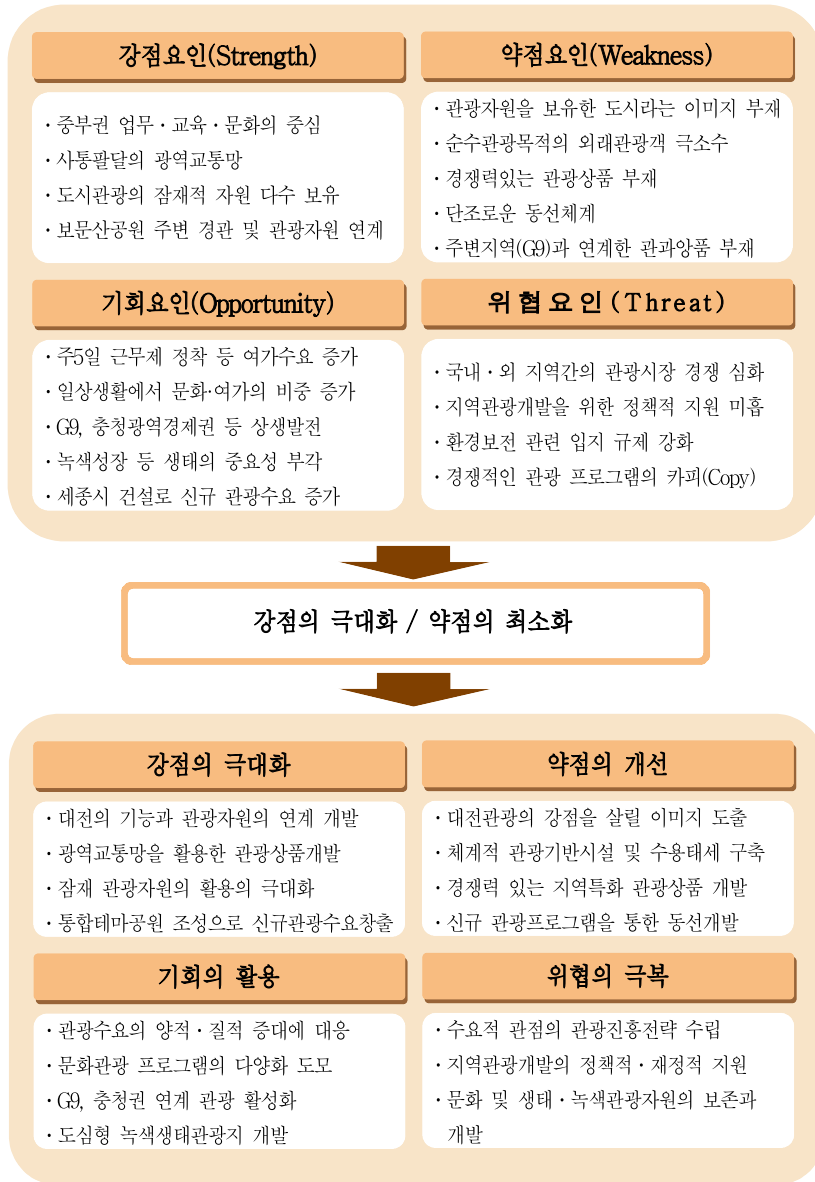 강점요인(Strength)
· 중부권 업무 · 교육 · 문화의 중심
· 사통팔달의 광역교통망
· 도시관광의 잠재적 자원 다수 보유
· 보문산공원 주변 경관 및 관광자원 연계
약점요인(Weakness)
· 관광자원을 보유한 도시라는 이미지 부재
· 순수관광목적의 외래관광객 극소수
· 경쟁력있는 관광상품 부재
· 단조로운 동선체계
· 주변지역(G9)과 연계한 관과앙품 부재
기회요인(Opportunity)
· 주5일 근무제 정착 등 여가수요 증가
· 일상생활에서 문화·여가의 비중 증가
· G9, 충청광역경제권 등 상생발전
· 녹색성장 등 생태의 중요성 부각
· 세종시 건설로 신규 관광수요 증가
위협요인(Threat)
· 국내 · 외 지역간의 관광시장 경쟁 심화
· 지역관광개발을 위한 정책적 지원 미흡
· 환경보전 관련 입지 규제 강화
· 경쟁적인 관광 프로그램의 카피(Copy)
강점의 극대화 / 약점의 최소화
강점의 극대화
· 대전의 기능과 관광자원의 연계 개발
· 광역교통망을 활용한 관광상품개발
· 잠재 관광자원의 활용의 극대화
· 통합테마공원 조성으로 신규관광수요창출
약점의 개선
· 대전관광의 강점을 살릴 이미지 도출
· 체계적 관광기반시설 및 수용태세 구축
· 경쟁력 있는 지역특화 관광상품 개발
· 신규 관광프로그램을 통한 동선개발
기회의 활용
· 관광수요의 양적 · 질적 증대에 대응
· 문화관광 프로그램의 다양화 도모
· G9, 충청권 연계 관광 활성화
· 도심형 녹색생태관광지 개발
위협의 극복
· 수요적 관점의 관광진흥전략 수립
· 지역관광개발의 정책적 · 재정적 지원
· 문화 및 생태 · 녹색관광자원의 보존과
개발